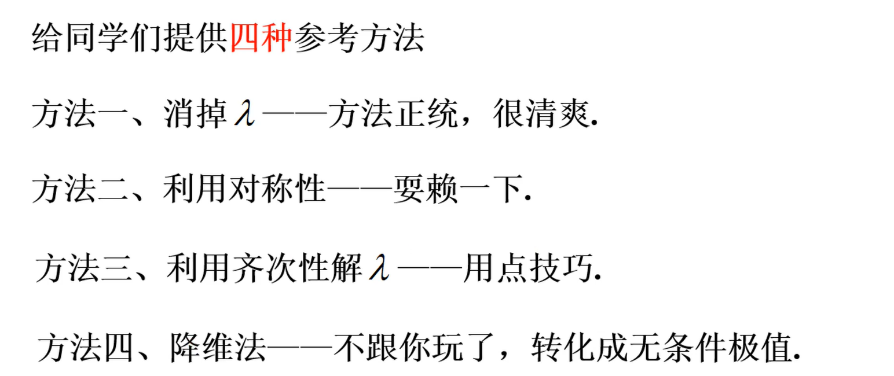 给同学们提供四种参考方法
方法一、消掉λ——方法正统，很清爽.
方法二、利用对称性——耍赖一下.
方法三、利用齐次性解λ——用点技巧.
方法四、降维法——不跟你玩了，转化成无条件极值.